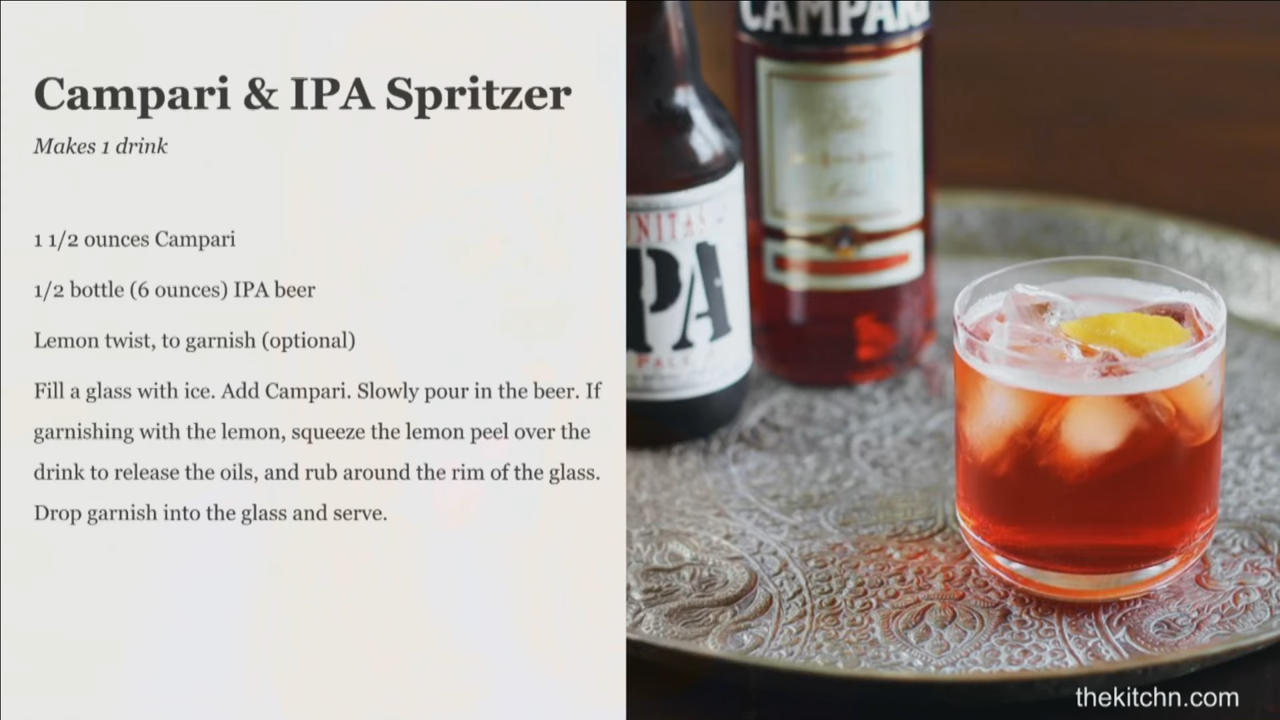 Campari & IPA Spritzer
Makes 1 drink
1 1/2 ounces Campari
1/2 bottle (6 ounces) IPA beer
Lemon twist, to garnish (optional)
Fill a glass with ice. Add Campari. Slowly pour in the beer. If
garnishing with the lemon, squeeze the lemon peel over the
drink to release the oils, and rub around the rim of the glass.
Drop garnish into the glass and serve.
CAMPARI
NITAS
PA
PALE
thekitchn.com